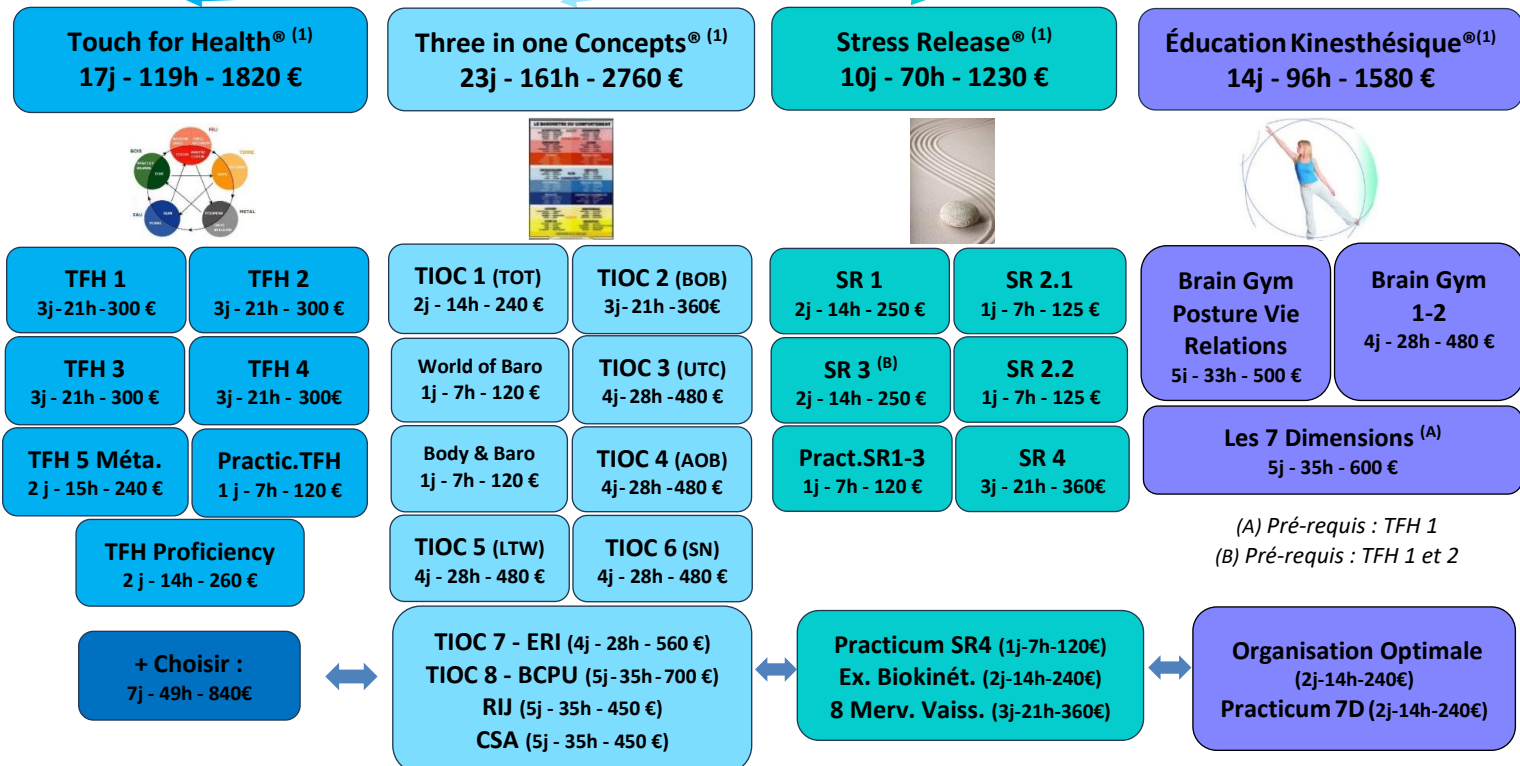 Touch for Health® (1)
17j - 119h - 1820 €
Three in one Concepts® (1)
23j - 161h - 2760 €
Stress Release® (1)
10j - 70h - 1230 €
Éducation Kinesthésique®(1)
14j - 96h - 1580 €
FEU
BOIS
TERRE
EAU
METAL
LE BAROMETRE DU COMPORTEMENT
TFH 1
3j-21h-300 €
TFH 2
3j-21h - 300 €
TFH 3
3j-21h - 300 €
TFH 4
3j-21h - 300€
TFH 5 Méta.
2 j - 15h - 240 €
Practic.TFH
1 j - 7h - 120 €
TFH Proficiency
2 j - 14h - 260 €
+ Choisir :
7j - 49h - 840€
TIOC 1 (TOT)
2j - 14h - 240 €
TIOC 2 (BOB)
3j-21h -360€
World of Baro
1j - 7h - 120 €
TIOC 3 (UTC)
4j-28h -480 €
Body & Baro
1j - 7h - 120 €
TIOC 4 (AOB)
4j-28h -480 €
TIOC 5 (LTW)
4j - 28h - 480 €
TIOC 6 (SN)
4j - 28h - 480 €
TIOC 7 - ERI (4j - 28h - 560 €)
TIOC 8 - BCPU (5j-35h-700 €)
RIJ (5j - 35h - 450 €)
CSA (5j - 35h - 450 €)
SR 1
2j - 14h - 250 €
SR 2.1
1j - 7h - 125 €
SR 3 (B)
2j - 14h - 250 €
SR 2.2
1j - 7h - 125 €
Pract.SR1-3
1j - 7h - 120 €
SR 4
3j - 21h - 360€
Practicum SR4 (1j-7h-120€)
Ex. Biokinét. (2j-14h-240€)
8 Merv. Vaiss. (3j-21h-360€)
Brain Gym
Posture Vie
Relations
5j - 33h - 500 €
Brain Gym
1-2
4j - 28h - 480 €
Les 7 Dimensions (A)
5j - 35h - 600 €
(A) Pré-requis : TFH 1
(B) Pré-requis : TFH 1 et 2
Organisation Optimale
(2j-14h-240€)
Practicum 7D (2j-14h-240€)